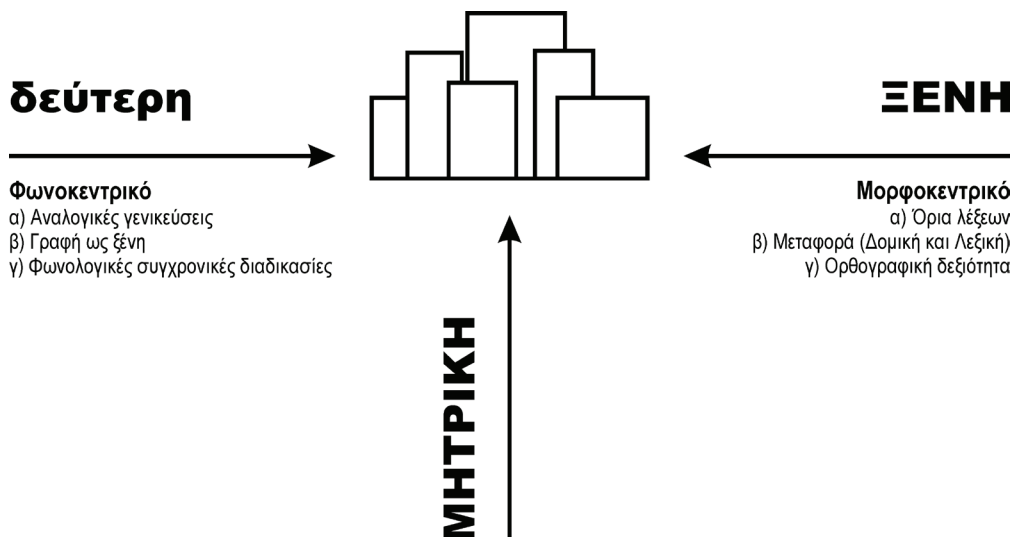 δεύτερη
Φωνοκεντρικό
α) Αναλογικές γενικεύσεις
β) Γραφή ως ξένη
γ) Φωνολογικές συγχρονικές διαδικασίες
ΞΕΝΗ
Μορφοκεντρικό
α) Όρια λέξεων
β) Μεταφορά (Δομική και Λεξική)
γ) Ορθογραφική δεξιότητα
ΜΗΤΡΙΚΗ